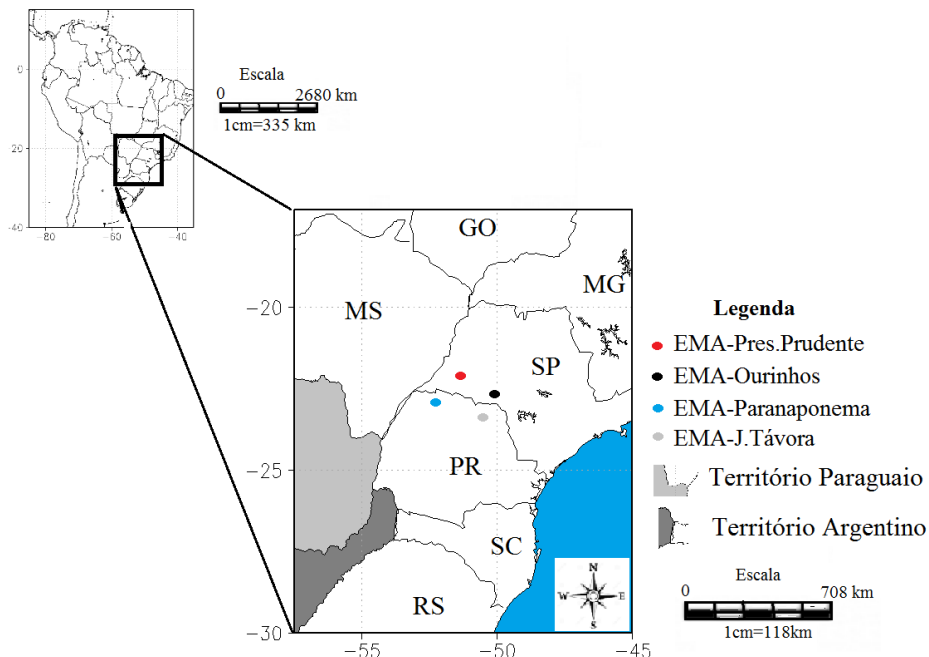 0
20
-40
-80
-60
-40
Escala
0 2680 km
1cm=335 km
GO
MG
MS
SP
PR
SC
RS
-20
-25
-30
-55
-50
-45
N
W E
S
Legenda
EMA-Pres.Prudente
EMA-Ourinhos
EMA-Paranaponema
EMA-J.Távora
Território Paraguaio
Território Argentino
Escala
0 708 km
1cm=118km